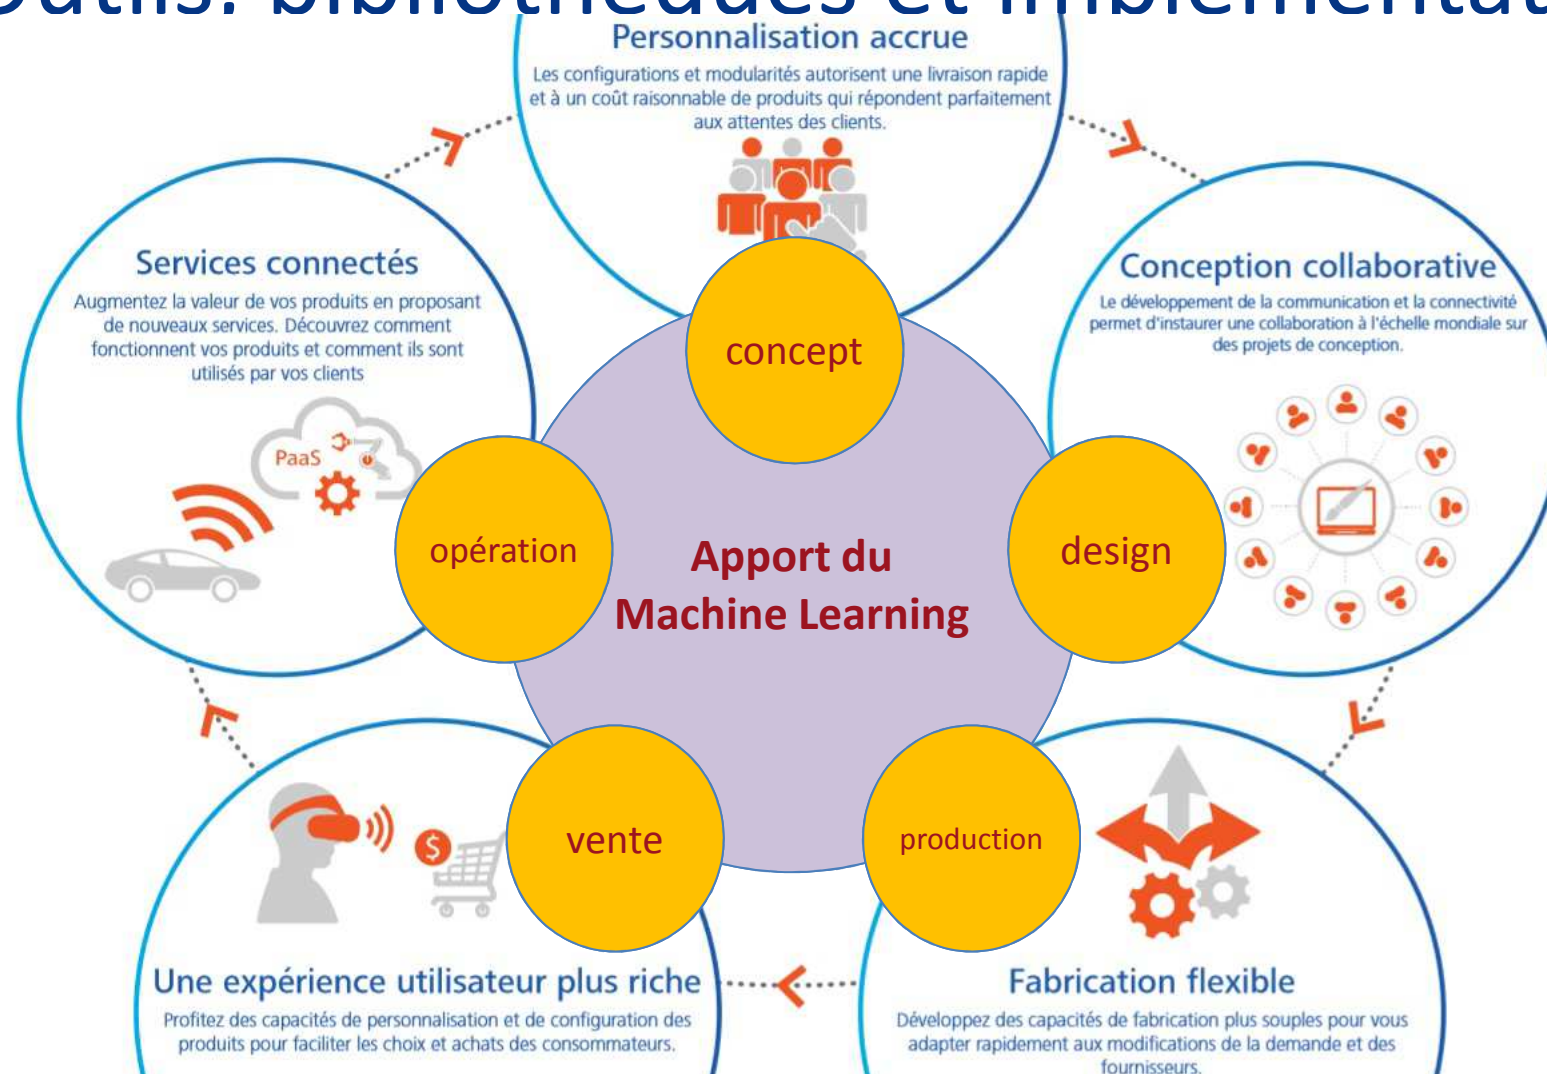 Outils: bibliothèques et implémentat
Personnalisation accrue
Les configurations et modularités autorisent une livraison rapide
et à un coût raisonnable de produits qui répondent parfaitement
aux attentes des clients.
Services connectés
Augmentez la valeur de vos produits en proposant
de nouveaux services. Découvrez comment
fonctionnent vos produits et comment ils sont
utilisés par vos clients
PaaS
Conception collaborative
Le développement de la communication et la connectivité
permet d'instaurer une collaboration à l'échelle mondiale sur
des projets de conception.
concept
opération
Apport du
Machine Learning
design
vente
production
$
Une expérience utilisateur plus riche
Profitez des capacités de personnalisation et de configuration des
produits pour faciliter les choix et achats des consommateurs.
Fabrication flexible
Développez des capacités de fabrication plus souples pour vous
adapter rapidement aux modifications de la demande et des
fournisseurs.